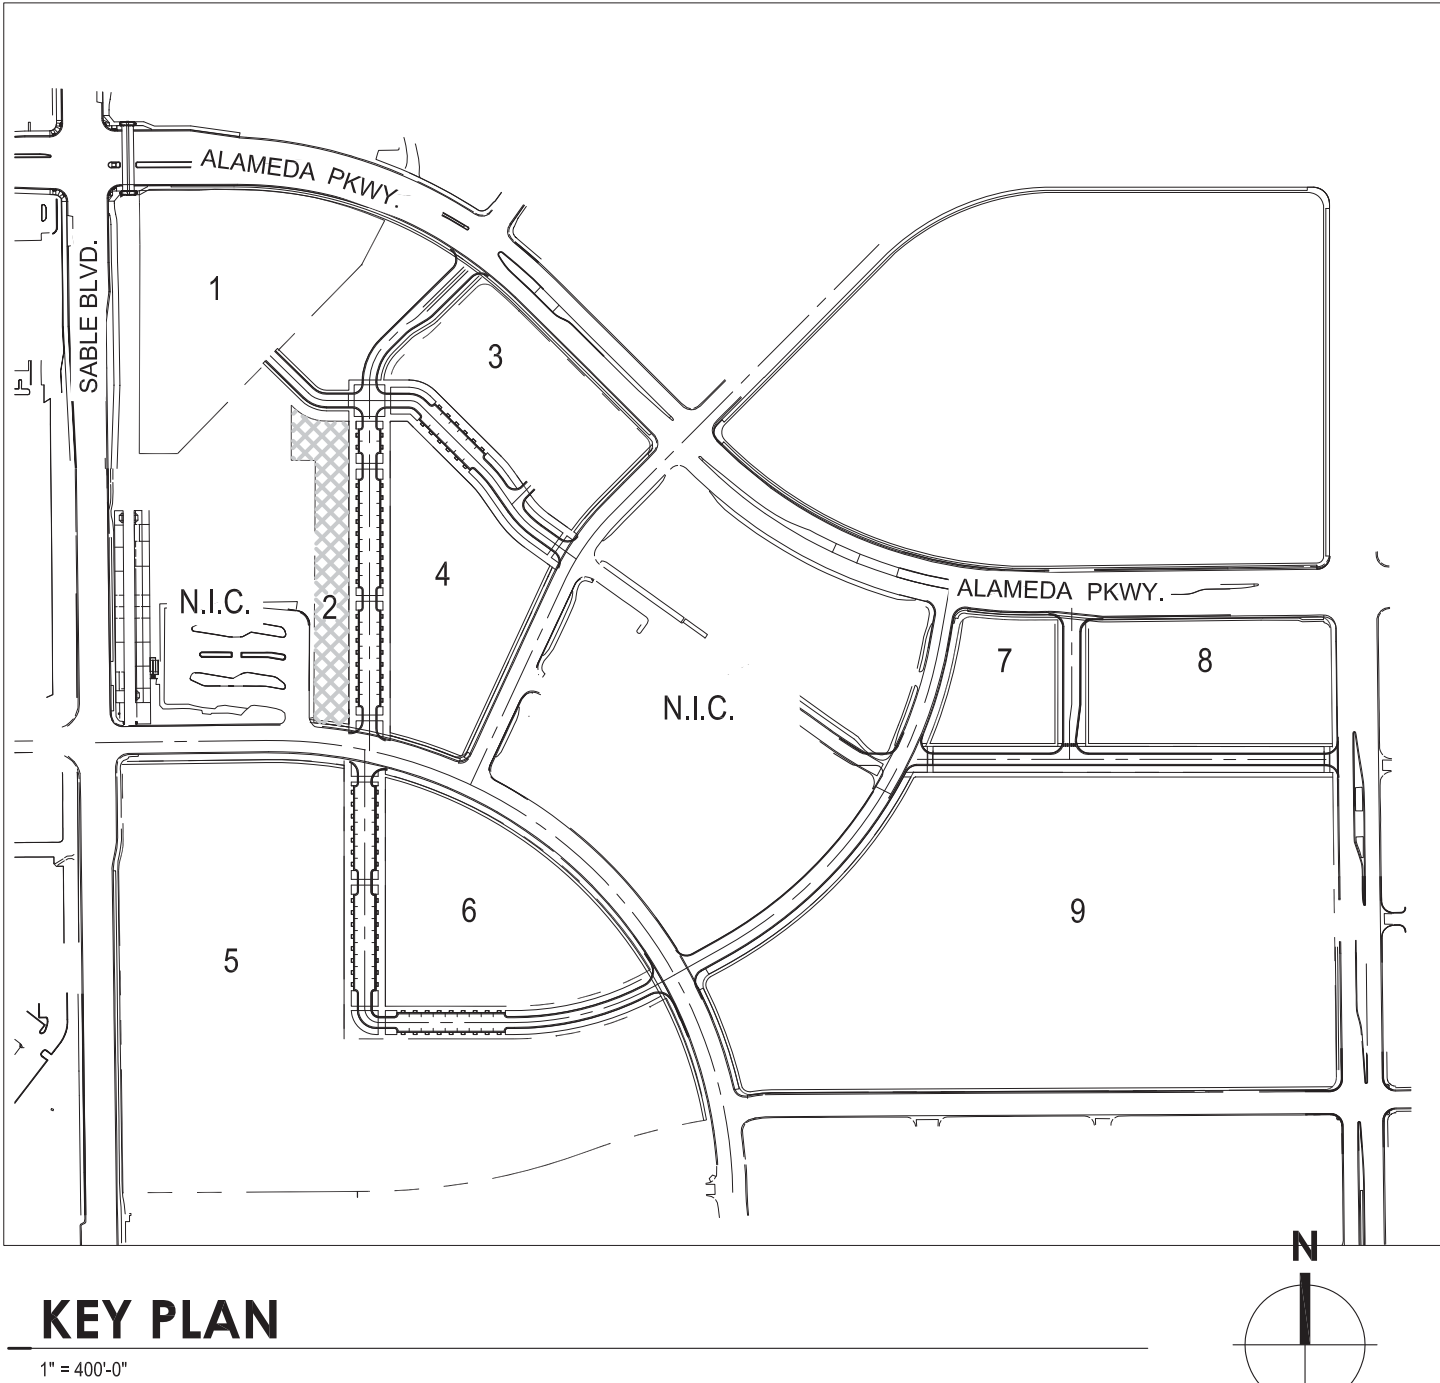 ALAMEDA PKWY.
SABLE BLVD.
1
3
4
N.I.C.
2
ALAMEDA PKWY.
7
8
N.I.C.
6
9
5
N
KEY PLAN
1" = 400'-0"